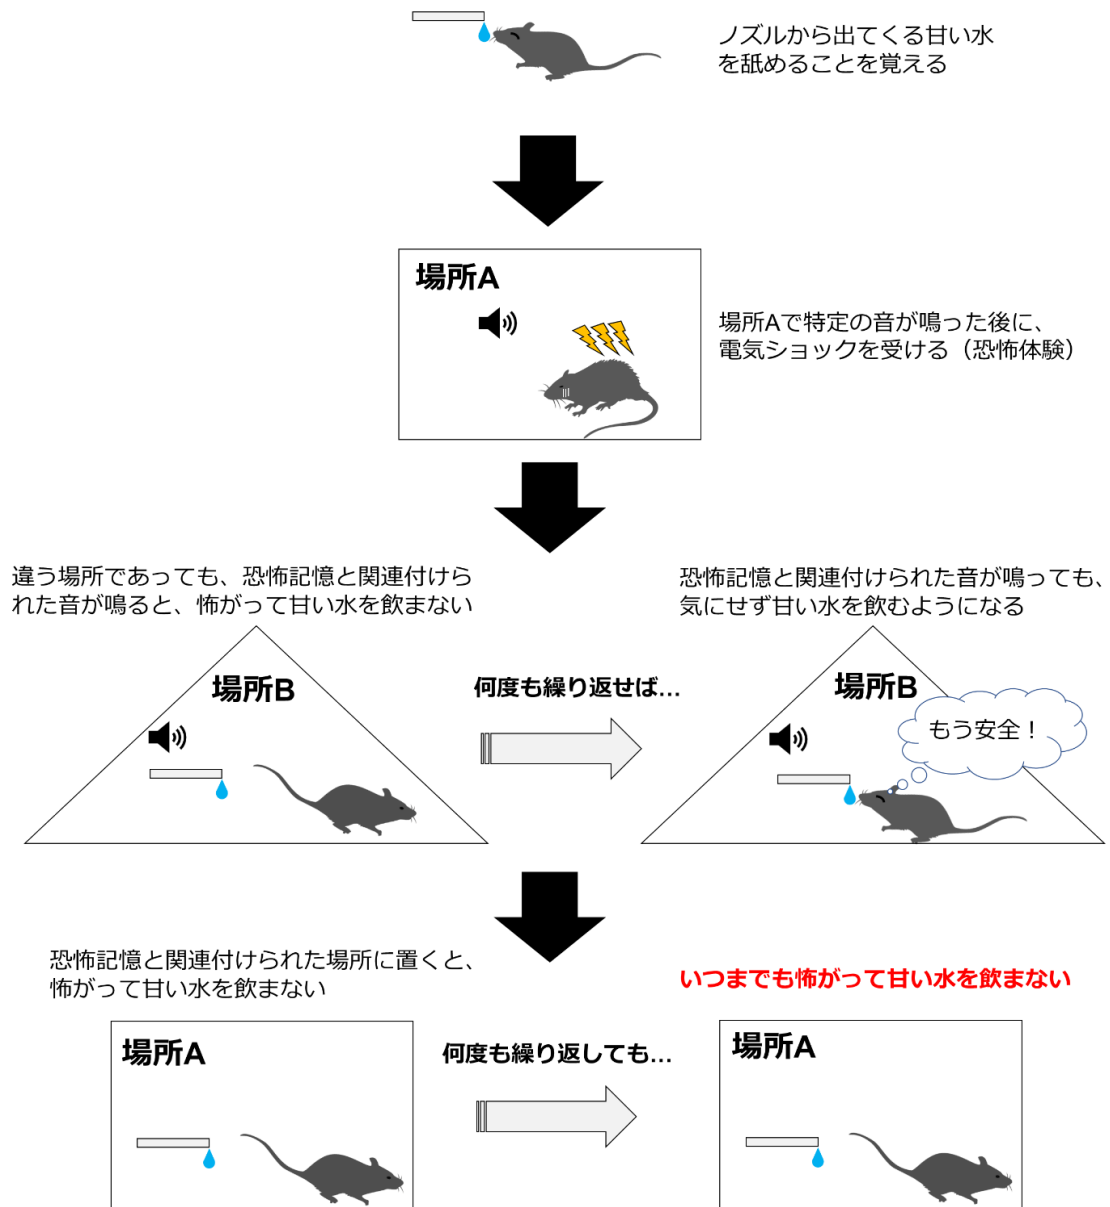 ノズルから出てくる甘い水
を舐めることを覚える
場所A
場所Aで特定の音が鳴った後に、
電気ショックを受ける（恐怖体験）
違う場所であっても、恐怖記憶と関連付けら
れた音が鳴ると、怖がって甘い水を飲まない
恐怖記憶と関連付けられた音が鳴っても、
気にせず甘い水を飲むようになる
場所B
何度も繰り返せば…
場所B
もう安全！
恐怖記憶と関連付けられた場所に置くと、
怖がって甘い水を飲まない
いつまでも怖がって甘い水を飲まない
場所A
何度も繰り返しても…
場所A